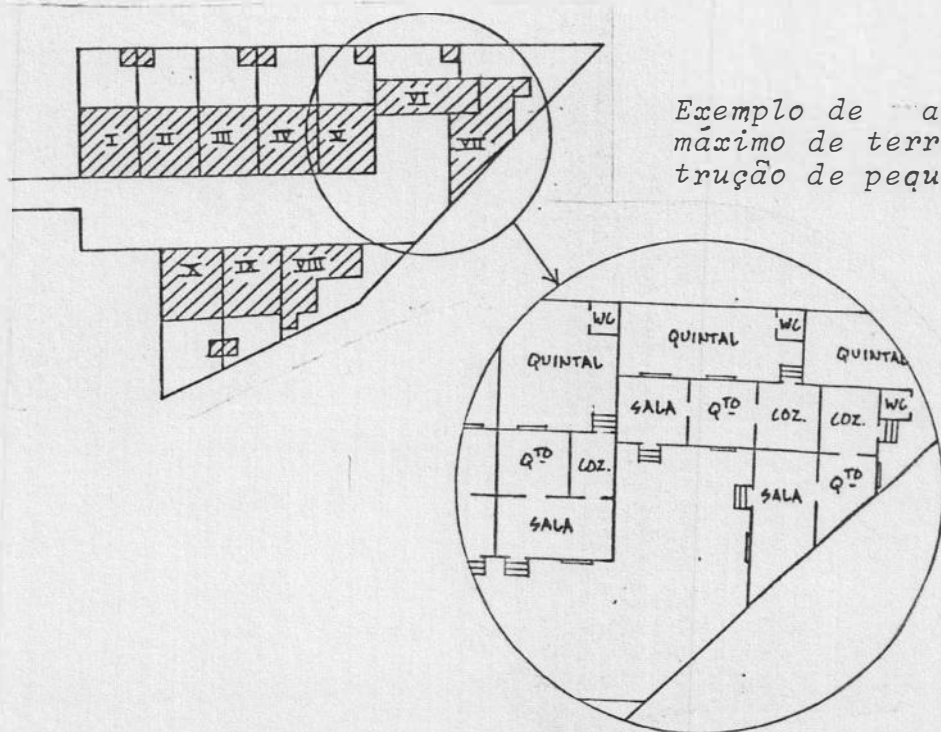 I II III IV V VI
VII
Exemplo de a
máximo de terr
trução de pequ
X IX VIII
WC WC
QUINTAL QUINTAL QUINTAL
SALA QTO COZ. COZ. WC
QTO COZ. SALA QTO
SALA